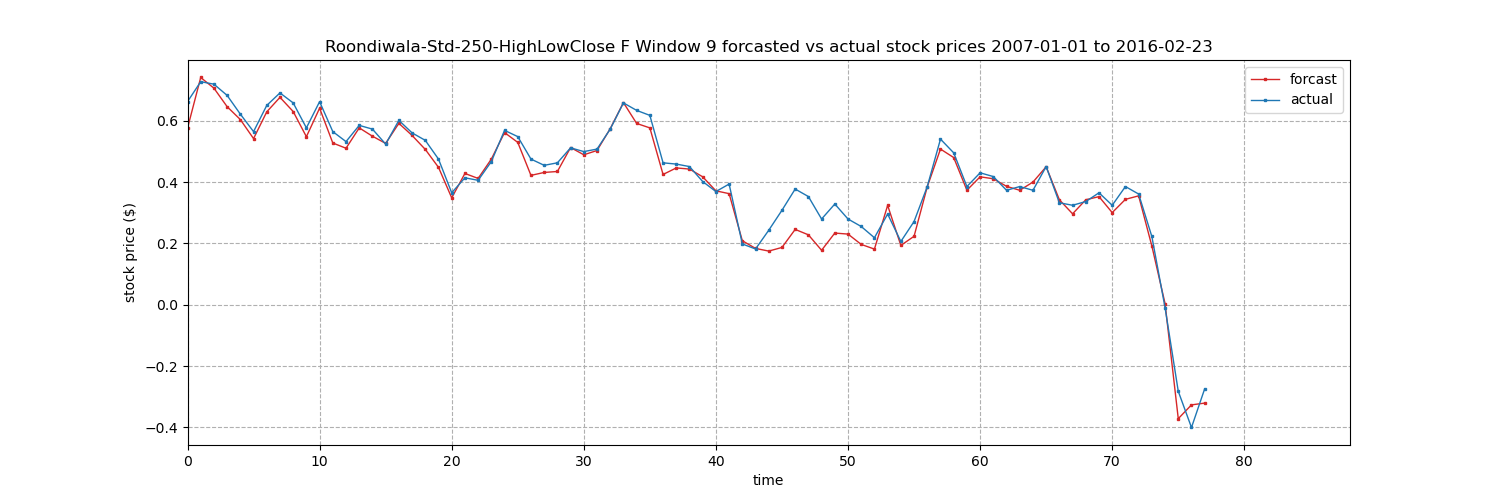 Roondiwala-Std-250-HighLowClose F Window 9 forcasted vs actual stock prices 2007-01-01 to 2016-02-23
forcast
actual
stock price ($)
0.6
0.4
0.2
0.0
−0.2
−0.4
0 10 20 30 40 50 60 70 80
time